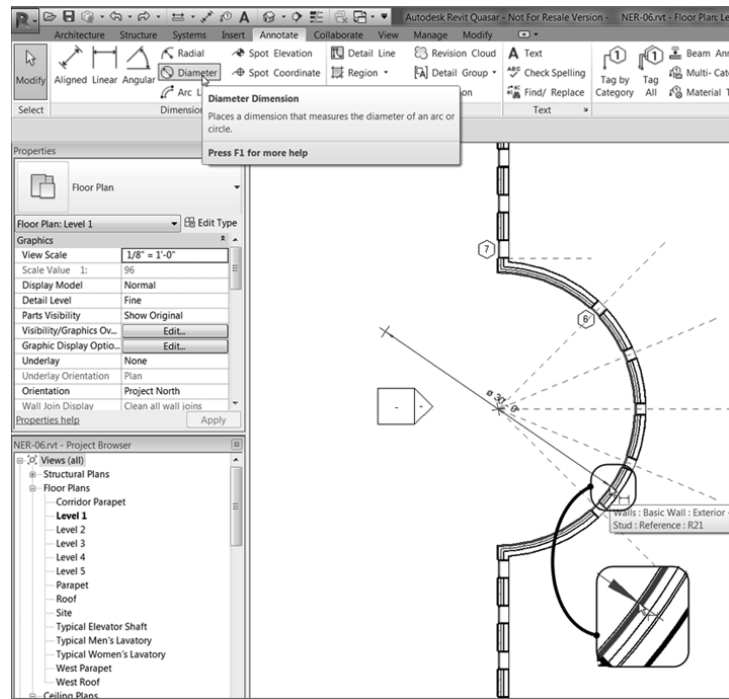 R
A
Autodesk Revit Quasar - Not For Resale Version - NER-06.rvt - Floor Plan: Le
Architecture Structure Systems Insert Annotate Collaborate View Manage Modify
Modify
Aligned Linear Angular
Radial
Diameter
Arc L
Spot Elevation
Spot Coordinate
Detail Line
Region
Revision Cloud
Detail Group
on
A Text
ABC Check Spelling
Find/ Replace
1 Tag by Category
1 Tag All
Beam Ann
Multi- Cat
Material T
Select
Dimension
Text
Diameter Dimension
Places a dimension that measures the diameter of an arc or
circle.
Press F1 for more help
Properties
Floor Plan
Floor Plan: Level 1 Edit Type
Graphics
View Scale 1/8" = 1'-0"
Scale Value 1: 96
Display Model Normal
Detail Level Fine
Parts Visibility Show Original
Visibility/Graphics Ov... Edit...
Graphic Display Optio... Edit...
Underlay None
Underlay Orientation Plan
Orientation Project North
Wall Join Display Clean all wall joins
Properties help Apply
NER-06.rvt - Project Browser
Views (all)
Structural Plans
Floor Plans
Corridor Parapet
Level 1
Level 2
Level 3
Level 4
Level 5
Parapet
Roof
Site
Typical Elevator Shaft
Typical Men's Lavatory
Typical Women's Lavatory
West Parapet
West Roof
Ceiling Plans
7
6
ø 30' - 0"
- -
Walls : Basic Wall : Exterior -
Stud : Reference : R21